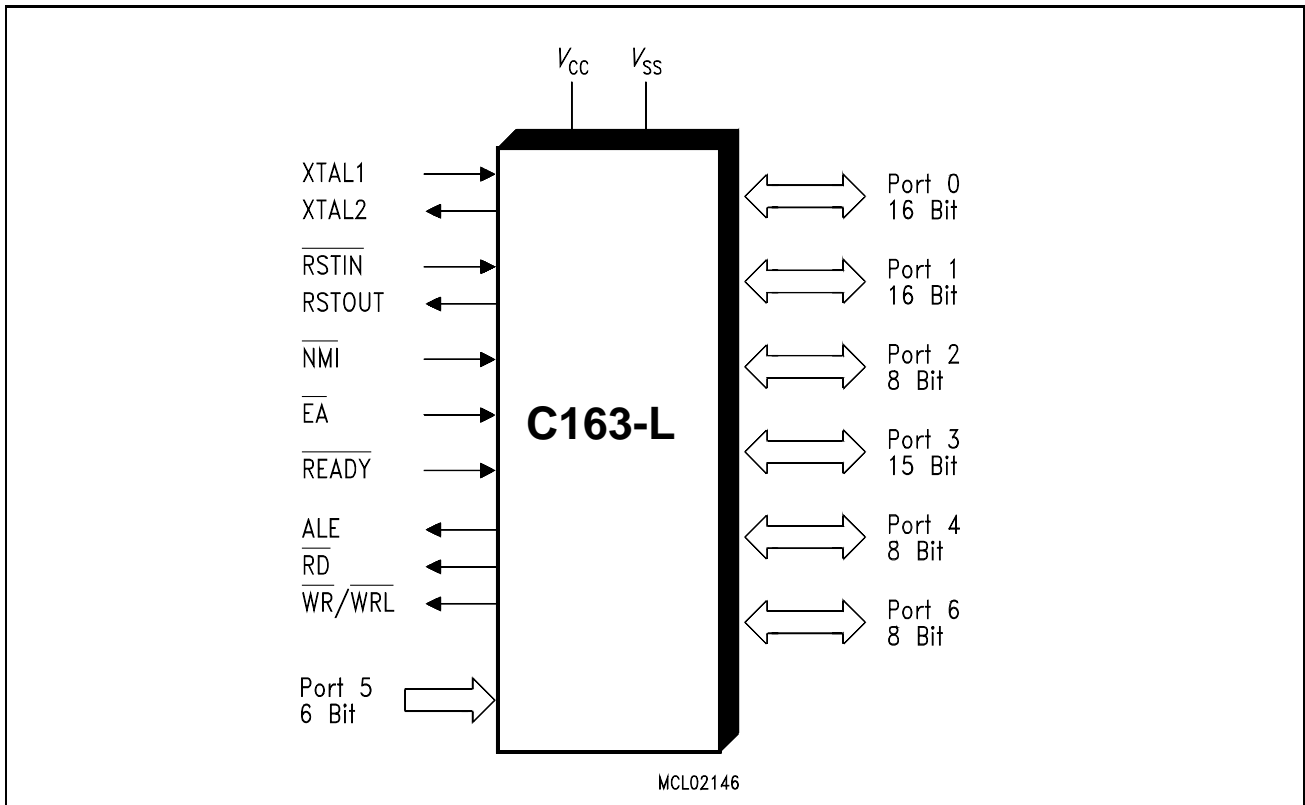 VCC VSS
XTAL1
XTAL2
RSTIN
RSTOUT
NMI
EA
READY
ALE
RD
WR/WRL
Port 5
6 Bit
C163-L
Port 0
16 Bit
Port 1
16 Bit
Port 2
8 Bit
Port 3
15 Bit
Port 4
8 Bit
Port 6
8 Bit
MCL02146